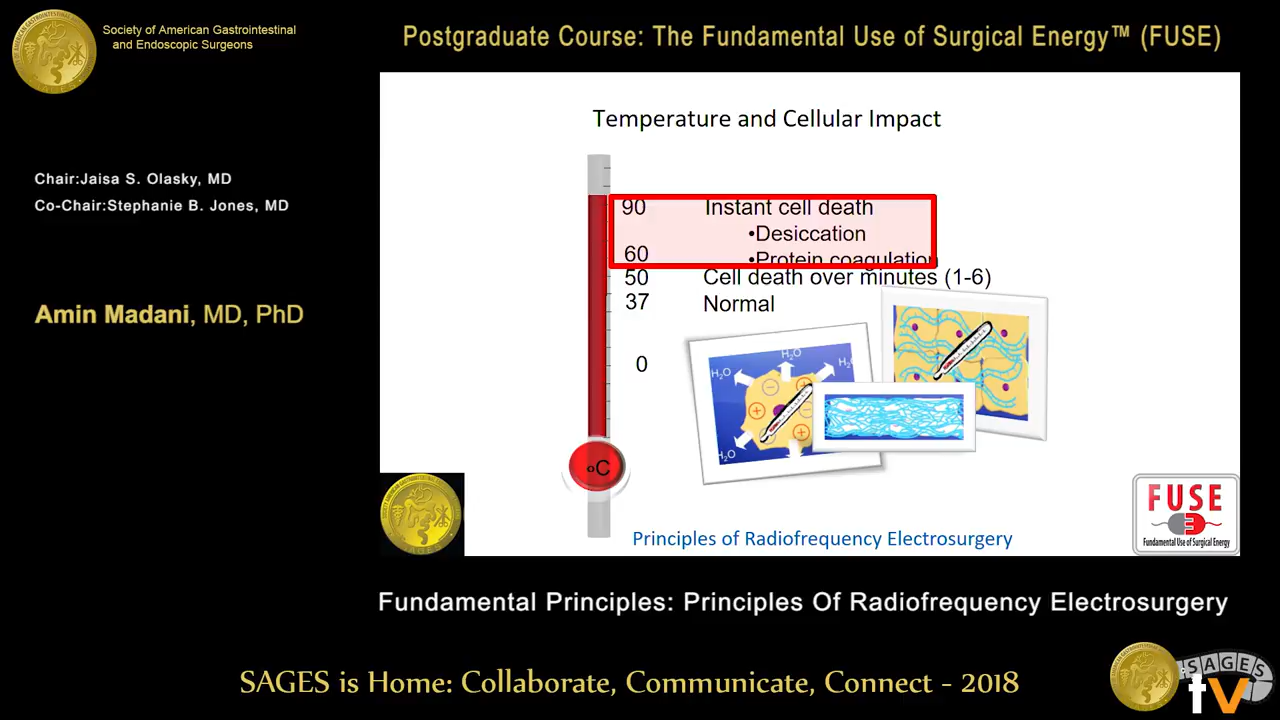 Society of American Gastrointestinal
and Endoscopic Surgeons
Postgraduate Course: The Fundamental Use of Surgical Energy™ (FUSE)
Chair:Jaisa S. Olasky, MD
Co-Chair:Stephanie B. Jones, MD
Amin Madani, MD, PhD
Temperature and Cellular Impact
90 Instant cell death
•Desiccation
60 •Protein coagulation
50 Cell death over minutes (1-6)
37 Normal
0
H₂O
H₂O
H₂O
H₂O
oC
Principles of Radiofrequency Electrosurgery
FUSE
Fundamental Use of Surgical Energy
Fundamental Principles: Principles Of Radiofrequency Electrosurgery
SAGES is Home: Collaborate, Communicate, Connect - 2018
SAGES
tv